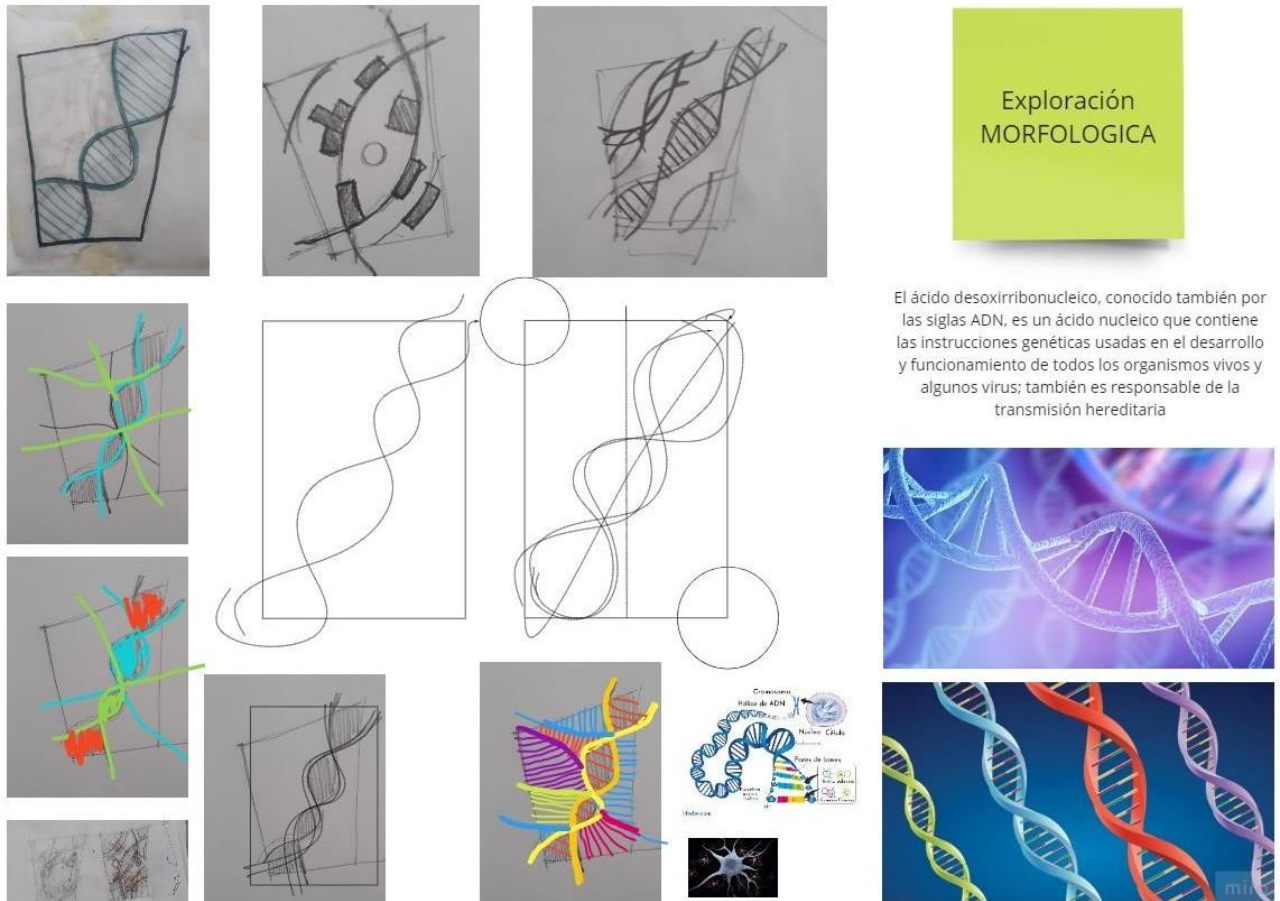 Exploración
MORFOLOGICA
El ácido desoxirribonucleico, conocido también por
las siglas ADN, es un ácido nucleico que contiene
las instrucciones genéticas usadas en el desarrollo
y funcionamiento de todos los organismos vivos y
algunos virus; también es responsable de la
transmisión hereditaria
Cromosoma
Hélice de ADN
Núcleo Célula
Pares de bases
miro